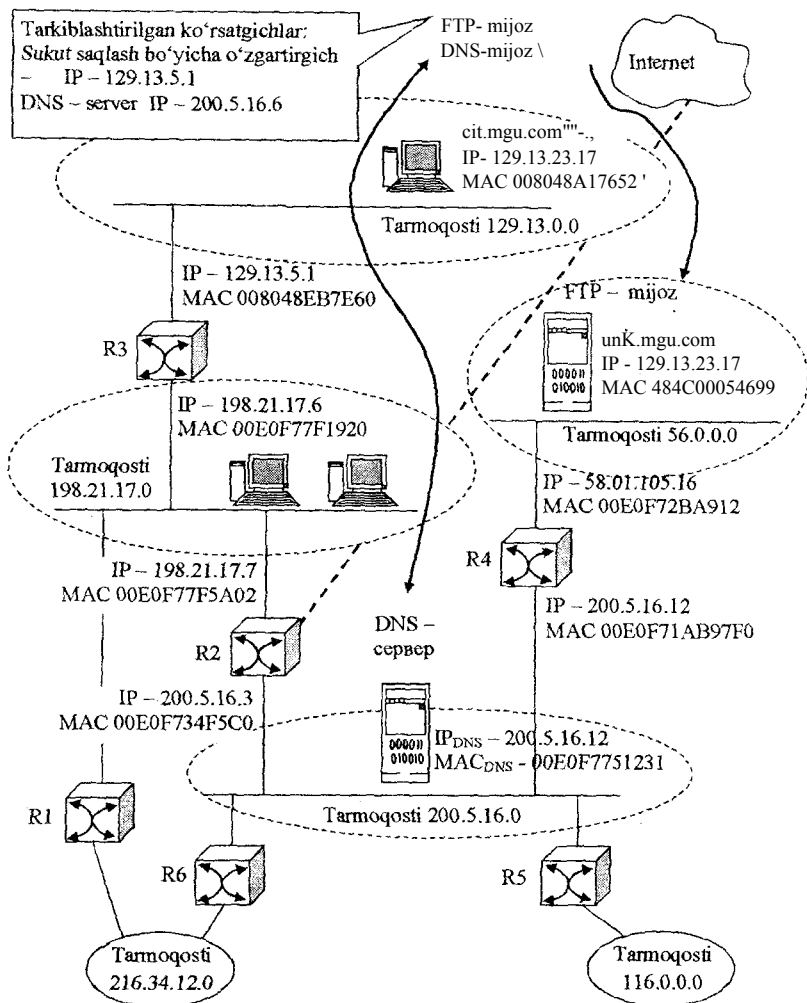 Tarkiblashtirilgan ko‘rsatgichlar:
Sukut saqlash bo‘yicha o‘zgartirgich
– IP – 129.13.5.1
DNS – server IP – 200.5.16.6
FTP- mijoz
DNS-mijoz \
Internet
cit.mgu.com""-.,
IP- 129.13.23.17
MAC 008048A17652 '
Tarmoqosti 129.13.0.0
IP – 129.13.5.1
MAC 008048EB7E60
R3
FTP – mijoz
unK.mgu.com
IP - 129.13.23.17
MAC 484C00054699
000011
010010
Tarmoqosti 56.0.0.0
IP – 198.21.17.6
MAC 00E0F77F1920
Tarmoqosti
198.21.17.0
IP – 58.01.105.16
MAC 00E0F72BA912
R4
IP – 198.21.17.7
MAC 00E0F77F5A02
R2
DNS –
сервер
IP – 200.5.16.12
MAC 00E0F71AB97F0
IP – 200.5.16.3
MAC 00E0F734F5C0
000011
010010
IPDNS – 200.5.16.12
MACDNS - 00E0F7751231
Tarmoqosti 200.5.16.0
R1
R6
R5
Tarmoqosti
216.34.12.0
Tarmoqosti
116.0.0.0